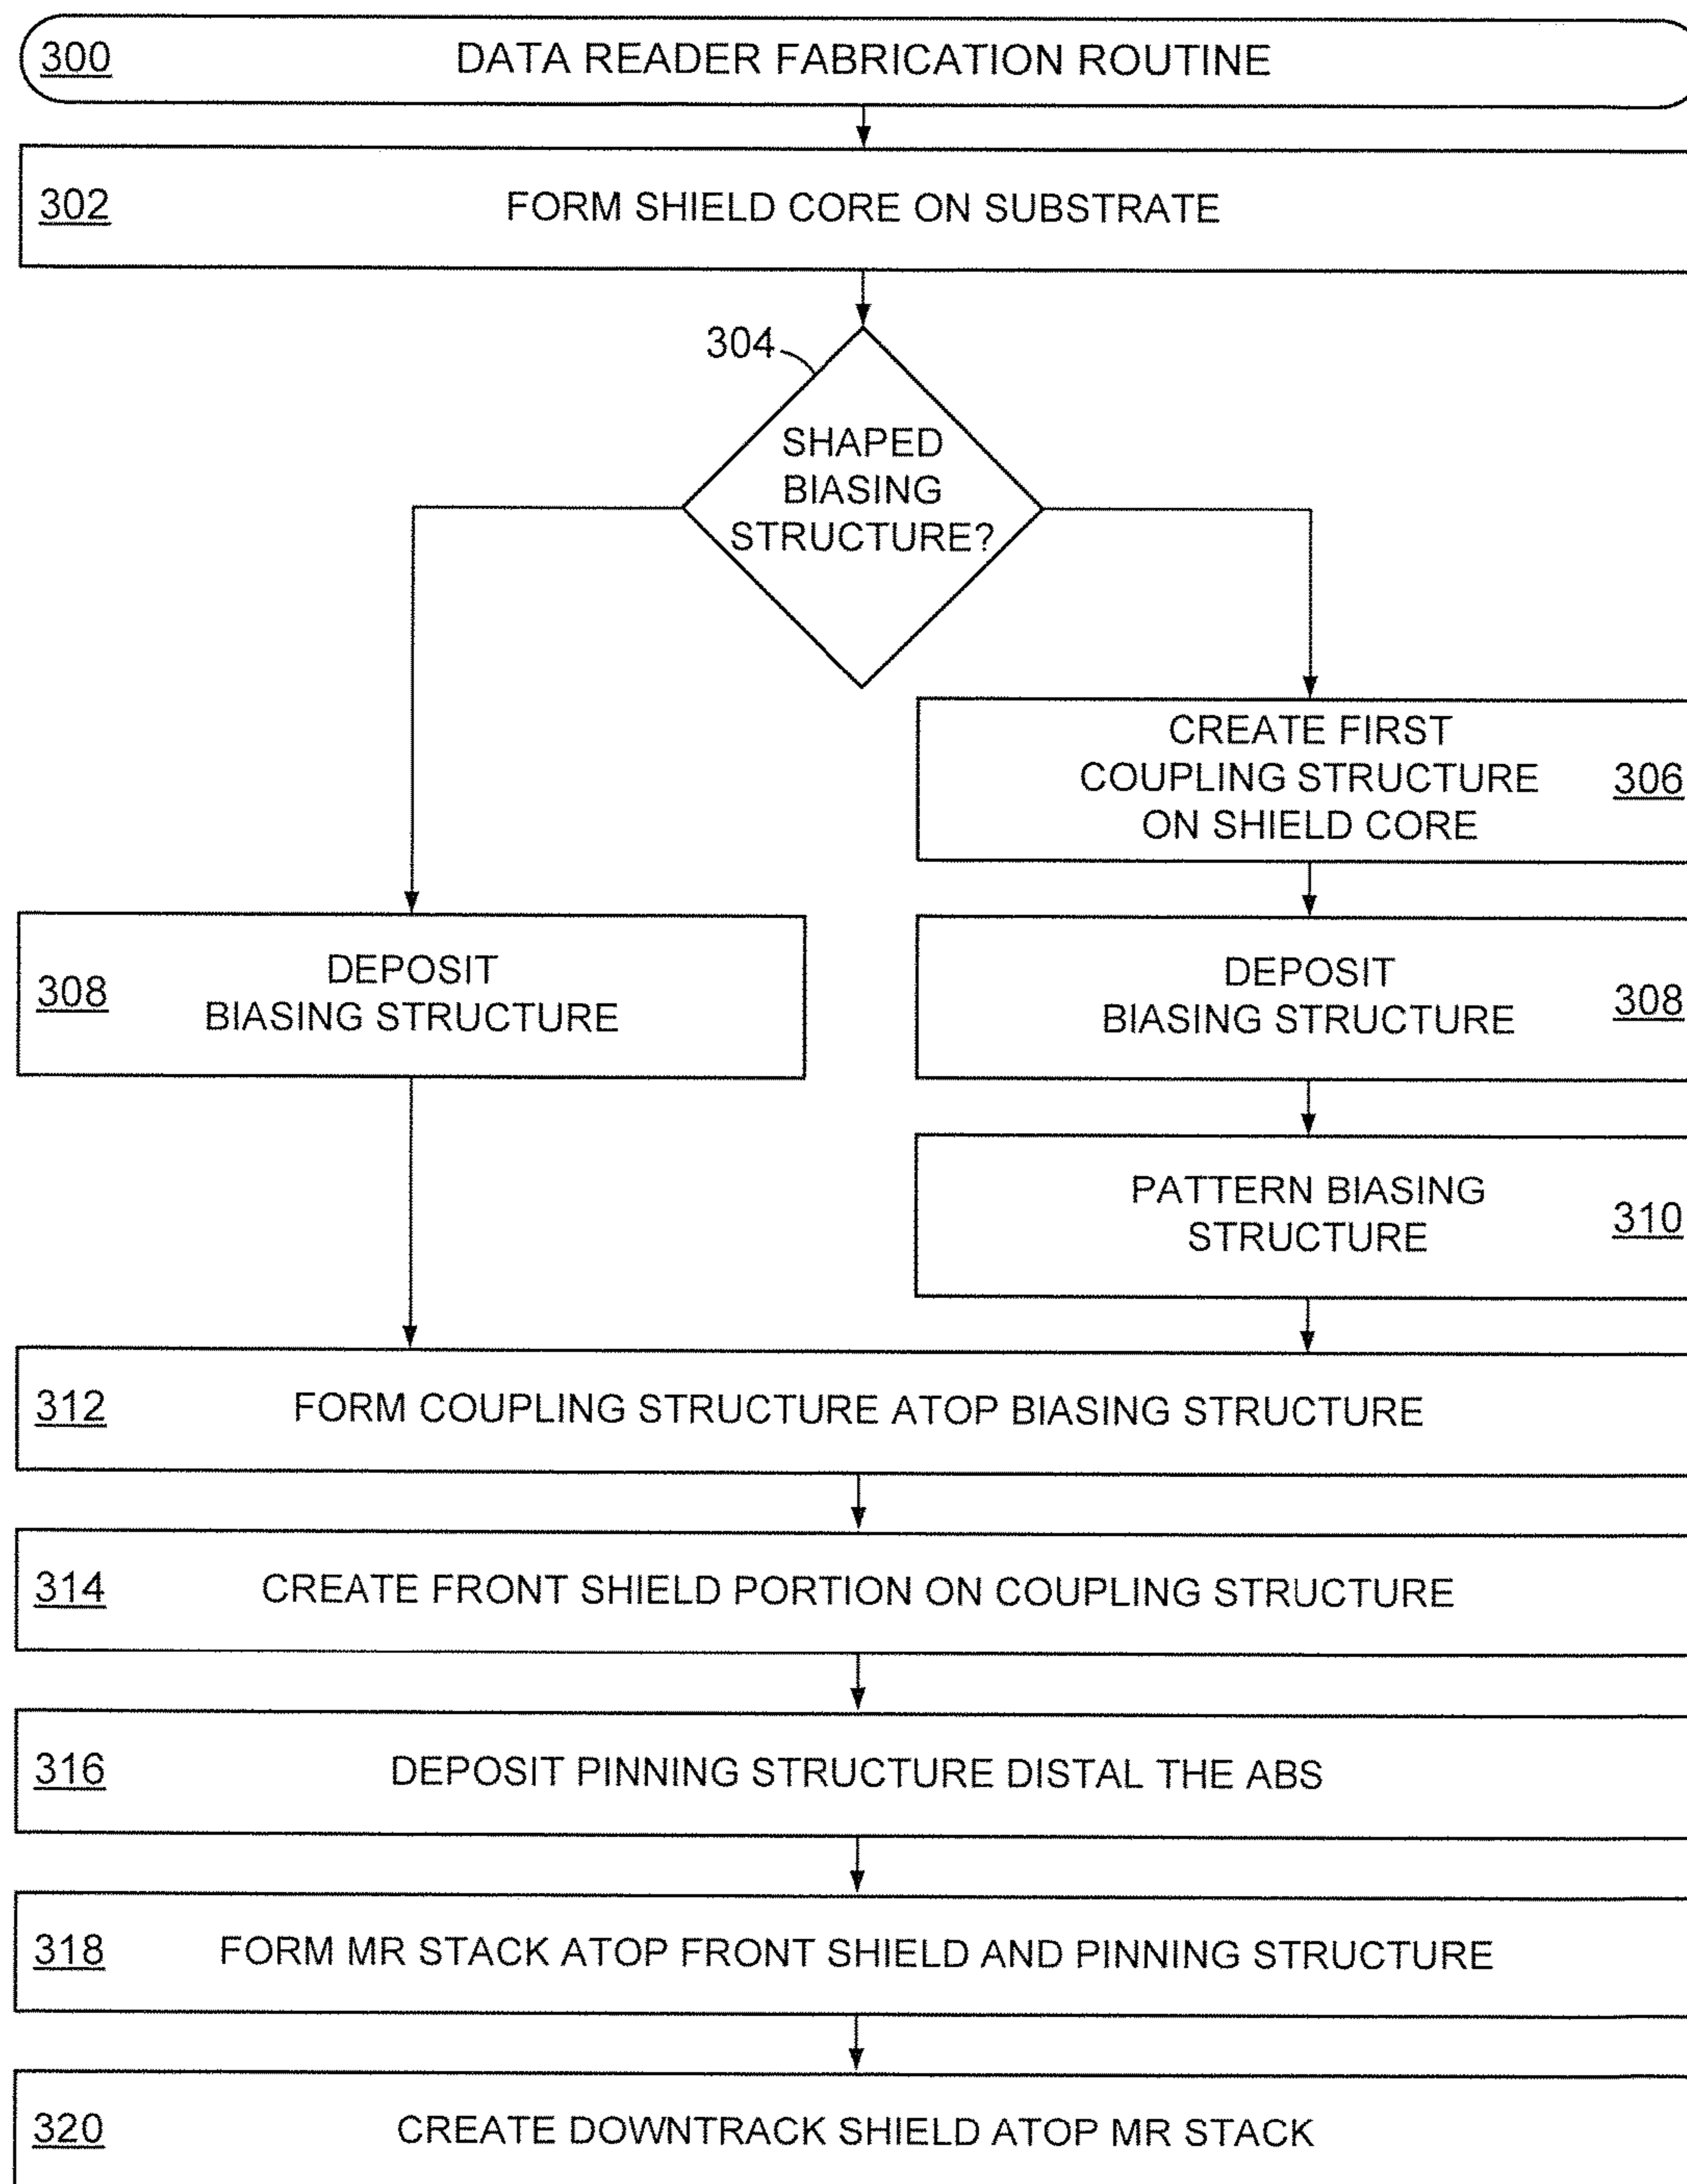 300 DATA READER FABRICATION ROUTINE
302 FORM SHIELD CORE ON SUBSTRATE
304
SHAPED
BIASING
STRUCTURE?
CREATE FIRST
COUPLING STRUCTURE
ON SHIELD CORE
306
308
DEPOSIT
BIASING STRUCTURE
DEPOSIT
BIASING STRUCTURE
308
PATTERN BIASING
STRUCTURE
310
312 FORM COUPLING STRUCTURE ATOP BIASING STRUCTURE
314 CREATE FRONT SHIELD PORTION ON COUPLING STRUCTURE
316 DEPOSIT PINNING STRUCTURE DISTAL THE ABS
318 FORM MR STACK ATOP FRONT SHIELD AND PINNING STRUCTURE
320 CREATE DOWNTRACK SHIELD ATOP MR STACK